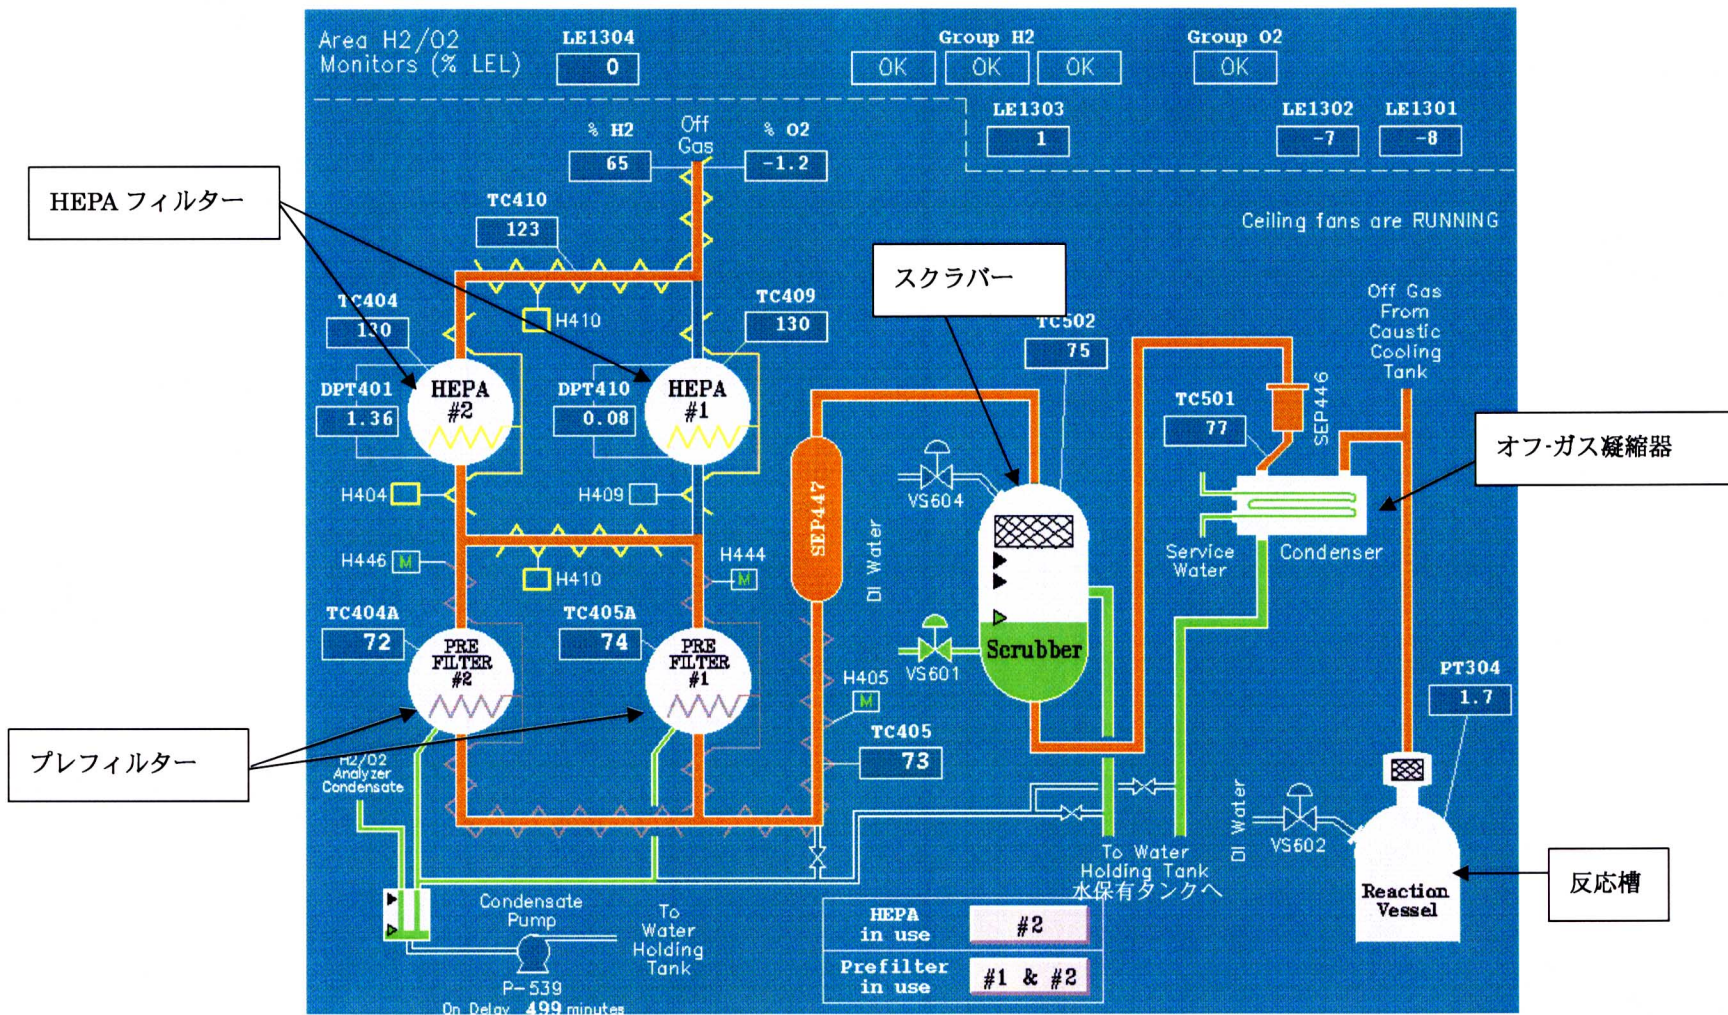 Area H2/O2
Monitors (% LEL)
LE1304
0
Group H2
OK
OK
OK
Group O2
OK
LE1303
1
LE1302
-7
LE1301
-8
% H2
65
Off
Gas
% O2
-1.2
Ceiling fans are RUNNING
HEPA フィルター
TC410
123
H410
TC404
130
TC409
130
HEPA
#2
HEPA
#1
DPT401
1.36
DPT410
0.08
H404
H409
H446
M
H410
H444
M
TC404A
72
TC405A
74
PRE
FILTER
#2
PRE
FILTER
#1
プレフィルター
H2/O2
Analyzer
Condensate
SEP447
DI Water
H405
M
TC405
73
スクラバー
TC502
75
VS604
VS601
Scrubber
TC501
77
SEP446
Off Gas
From
Caustic
Cooling
Tank
オフ-ガス凝縮器
Service
Water
Condenser
PT304
1.7
DI Water
VS602
Reaction
Vessel
反応槽
To Water
Holding Tank
水保有タンクへ
Condensate
Pump
P-539
On Delay 499 minutes
To
Water
Holding
Tank
HEPA
in use
#2
Prefilter
in use
#1 & #2